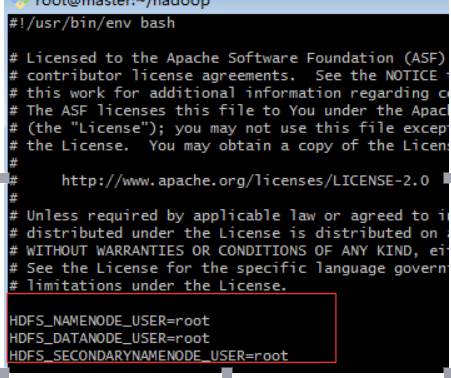 root@master:~/hadoop
#!/usr/bin/env bash
# Licensed to the Apache Software Foundation (ASF)
# contributor license agreements.  See the NOTICE
# this work for additional information regarding
# The ASF licenses this file to You under the
# (the "License"); you may not use this file
# the License.  You may obtain a copy of the
#
#     http://www.apache.org/licenses/LICENSE-2.0
#
# Unless required by applicable law or agreed to
# distributed under the License is distributed on
# WITHOUT WARRANTIES OR CONDITIONS OF ANY KIND,
# See the License for the specific language
# limitations under the License.
HDFS_NAMENODE_USER=root
HDFS_DATANODE_USER=root
HDFS_SECONDARYNAMENODE_USER=root